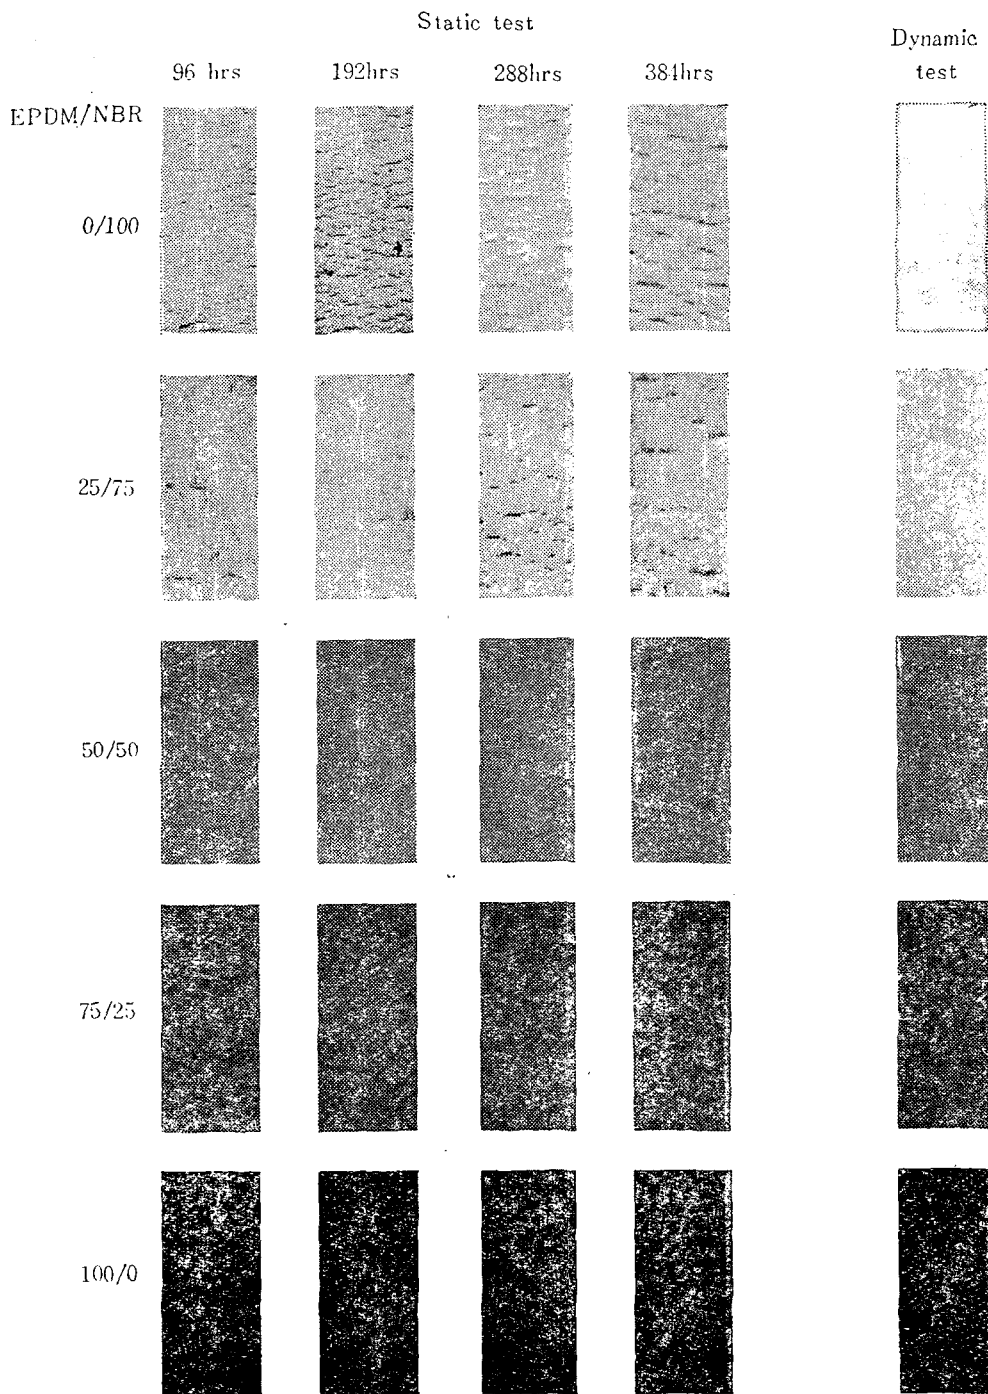 Static test
Dynamic
test
96 hrs
192hrs
288hrs
384hrs
EPDM/NBR
0/100
25/75
50/50
75/25
100/0